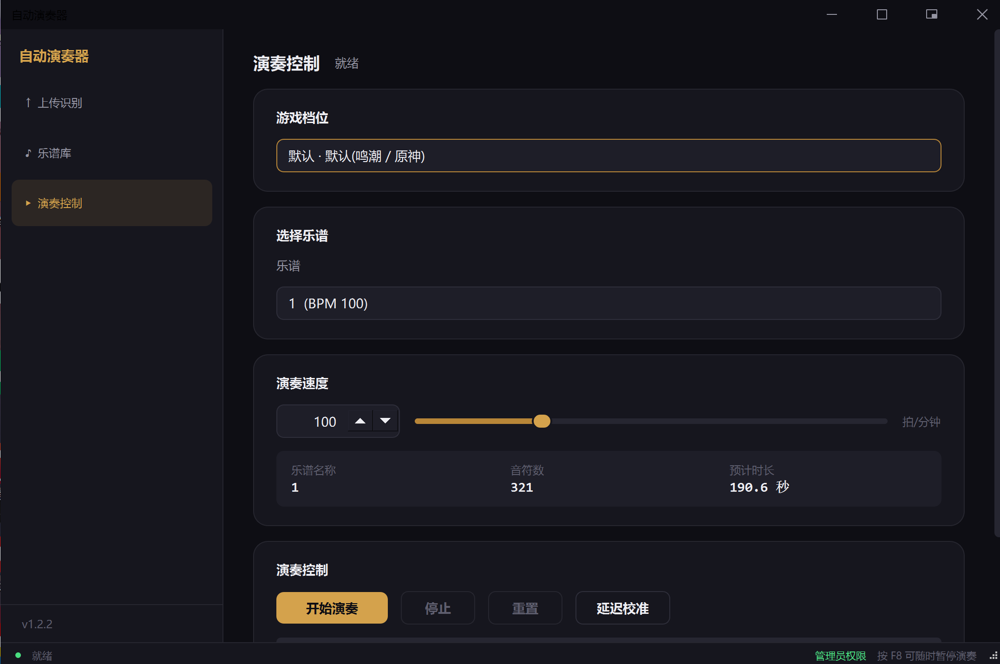 自动演奏器
自动演奏器
↑ 上传识别
♪ 乐谱库
▶ 演奏控制
v1.2.2
演奏控制 就绪
游戏档位
默认 · 默认(鸣潮 / 原神)
选择乐谱
乐谱
1 (BPM 100)
演奏速度
100 拍/分钟
乐谱名称 音符数 预计时长
1 321 190.6 秒
演奏控制
开始演奏 停止 重置 延迟校准
就绪 管理员权限 按 F8 可随时暂停演奏